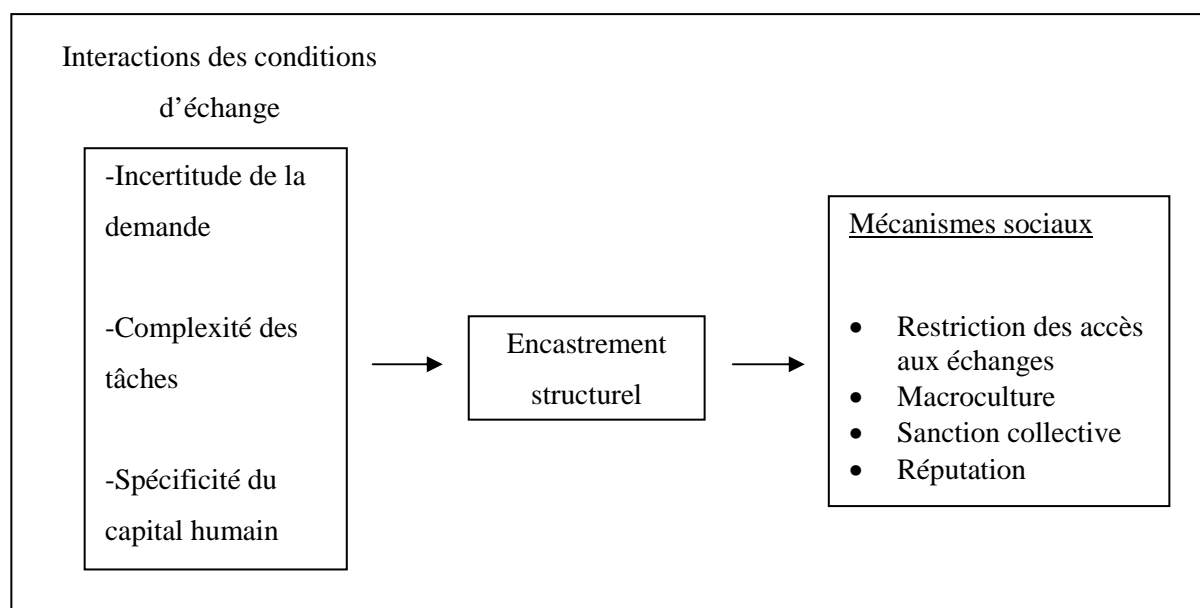 Interactions des conditions
d’échange
-Incertitude de la
demande
-Complexité des
tâches
-Spécificité du
capital humain
Encastrement
structurel
Mécanismes sociaux
• Restriction des accès
aux échanges
• Macroculture
• Sanction collective
• Réputation